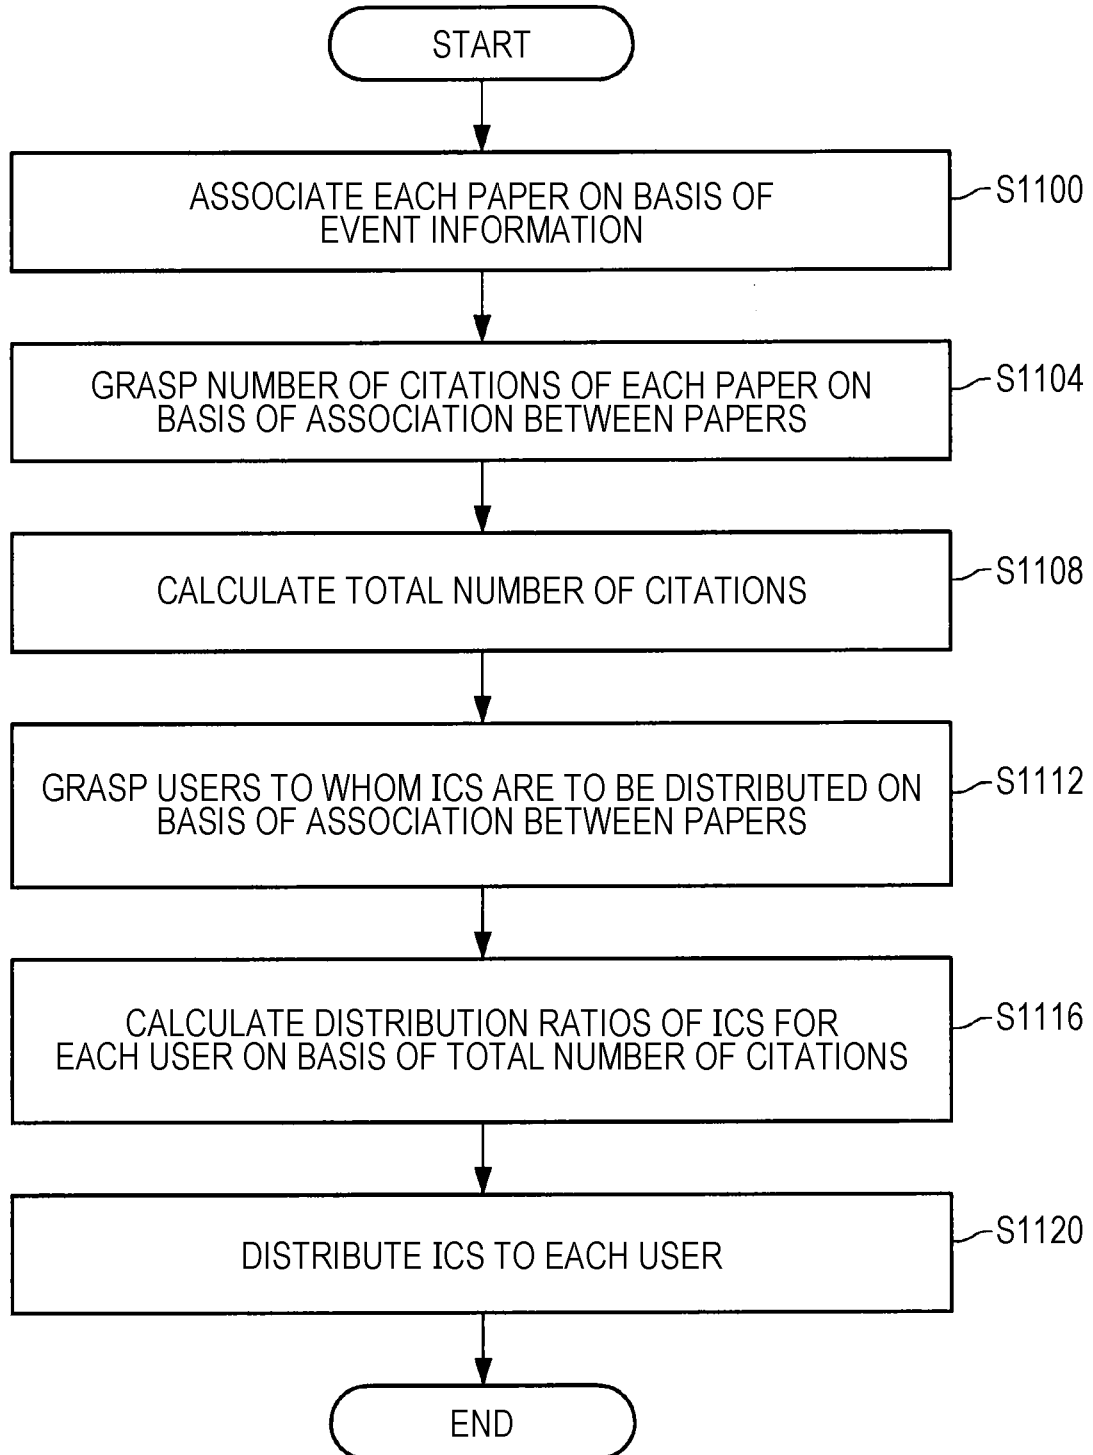 START
ASSOCIATE EACH PAPER ON BASIS OF
EVENT INFORMATION
S1100
GRASP NUMBER OF CITATIONS OF EACH PAPER ON
BASIS OF ASSOCIATION BETWEEN PAPERS
S1104
CALCULATE TOTAL NUMBER OF CITATIONS
S1108
GRASP USERS TO WHOM ICS ARE TO BE DISTRIBUTED ON
BASIS OF ASSOCIATION BETWEEN PAPERS
S1112
CALCULATE DISTRIBUTION RATIOS OF ICS FOR
EACH USER ON BASIS OF TOTAL NUMBER OF CITATIONS
S1116
DISTRIBUTE ICS TO EACH USER
S1120
END